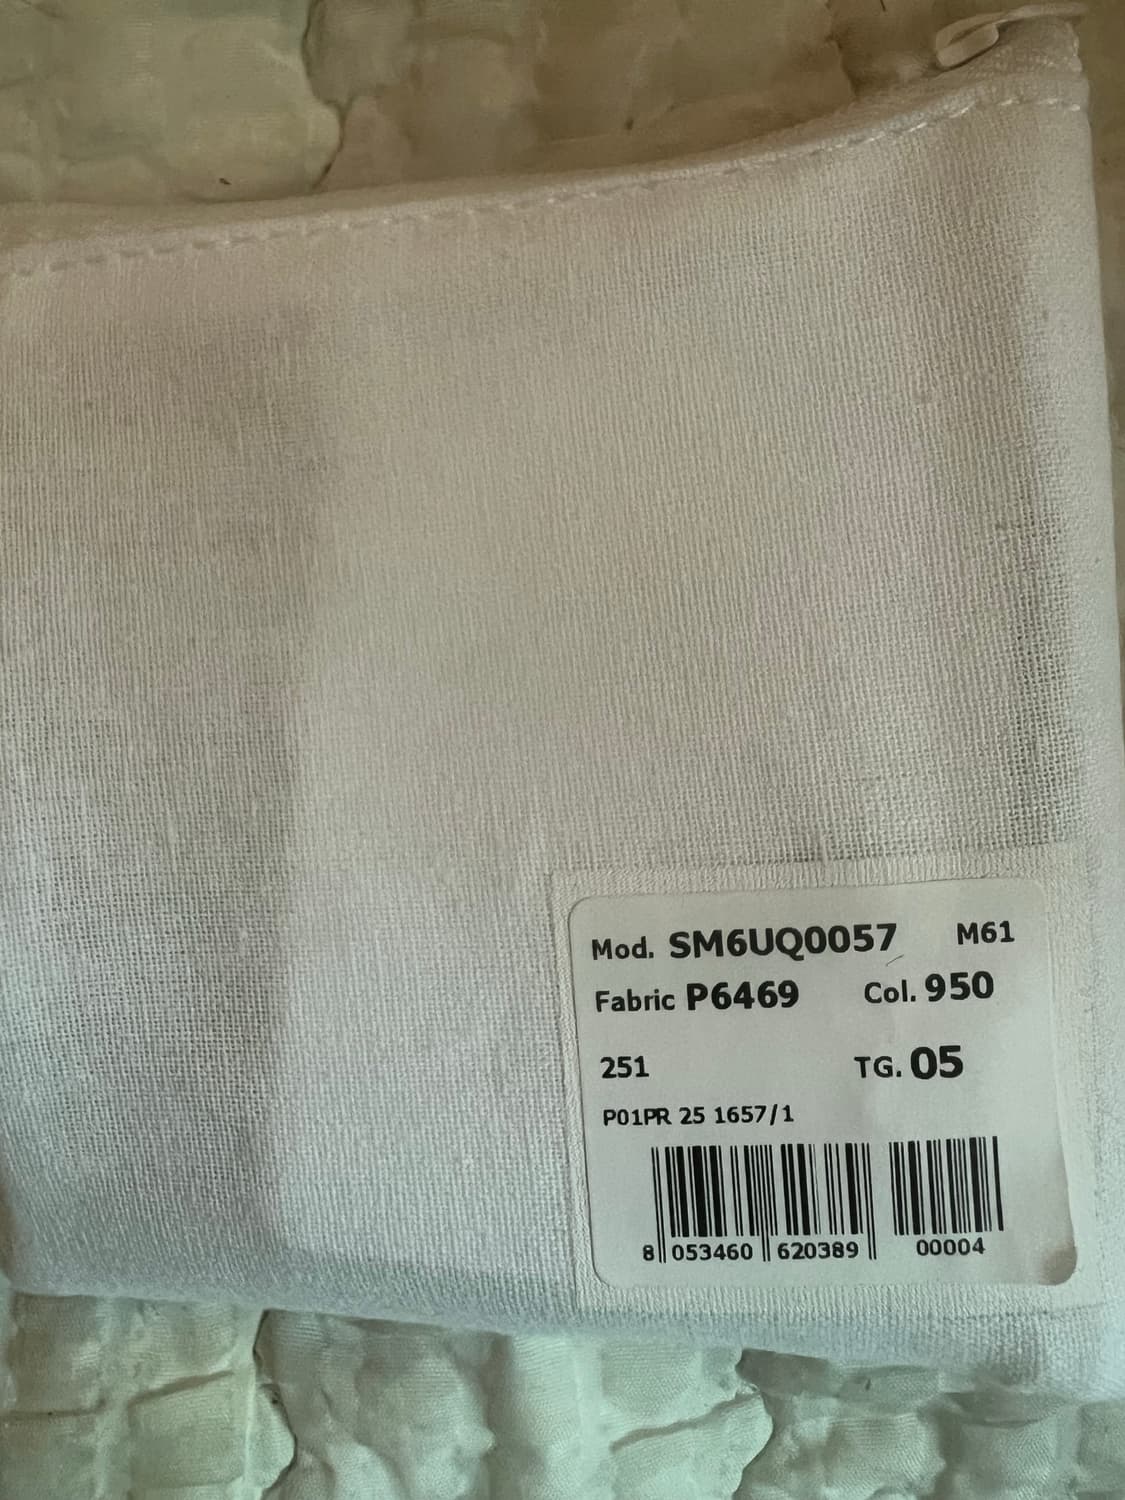 Mod. SM6UQ0057 M61
Fabric P6469 Col. 950
251 TG. 05
P01PR 25 1657/1
8 053460 620389 00004